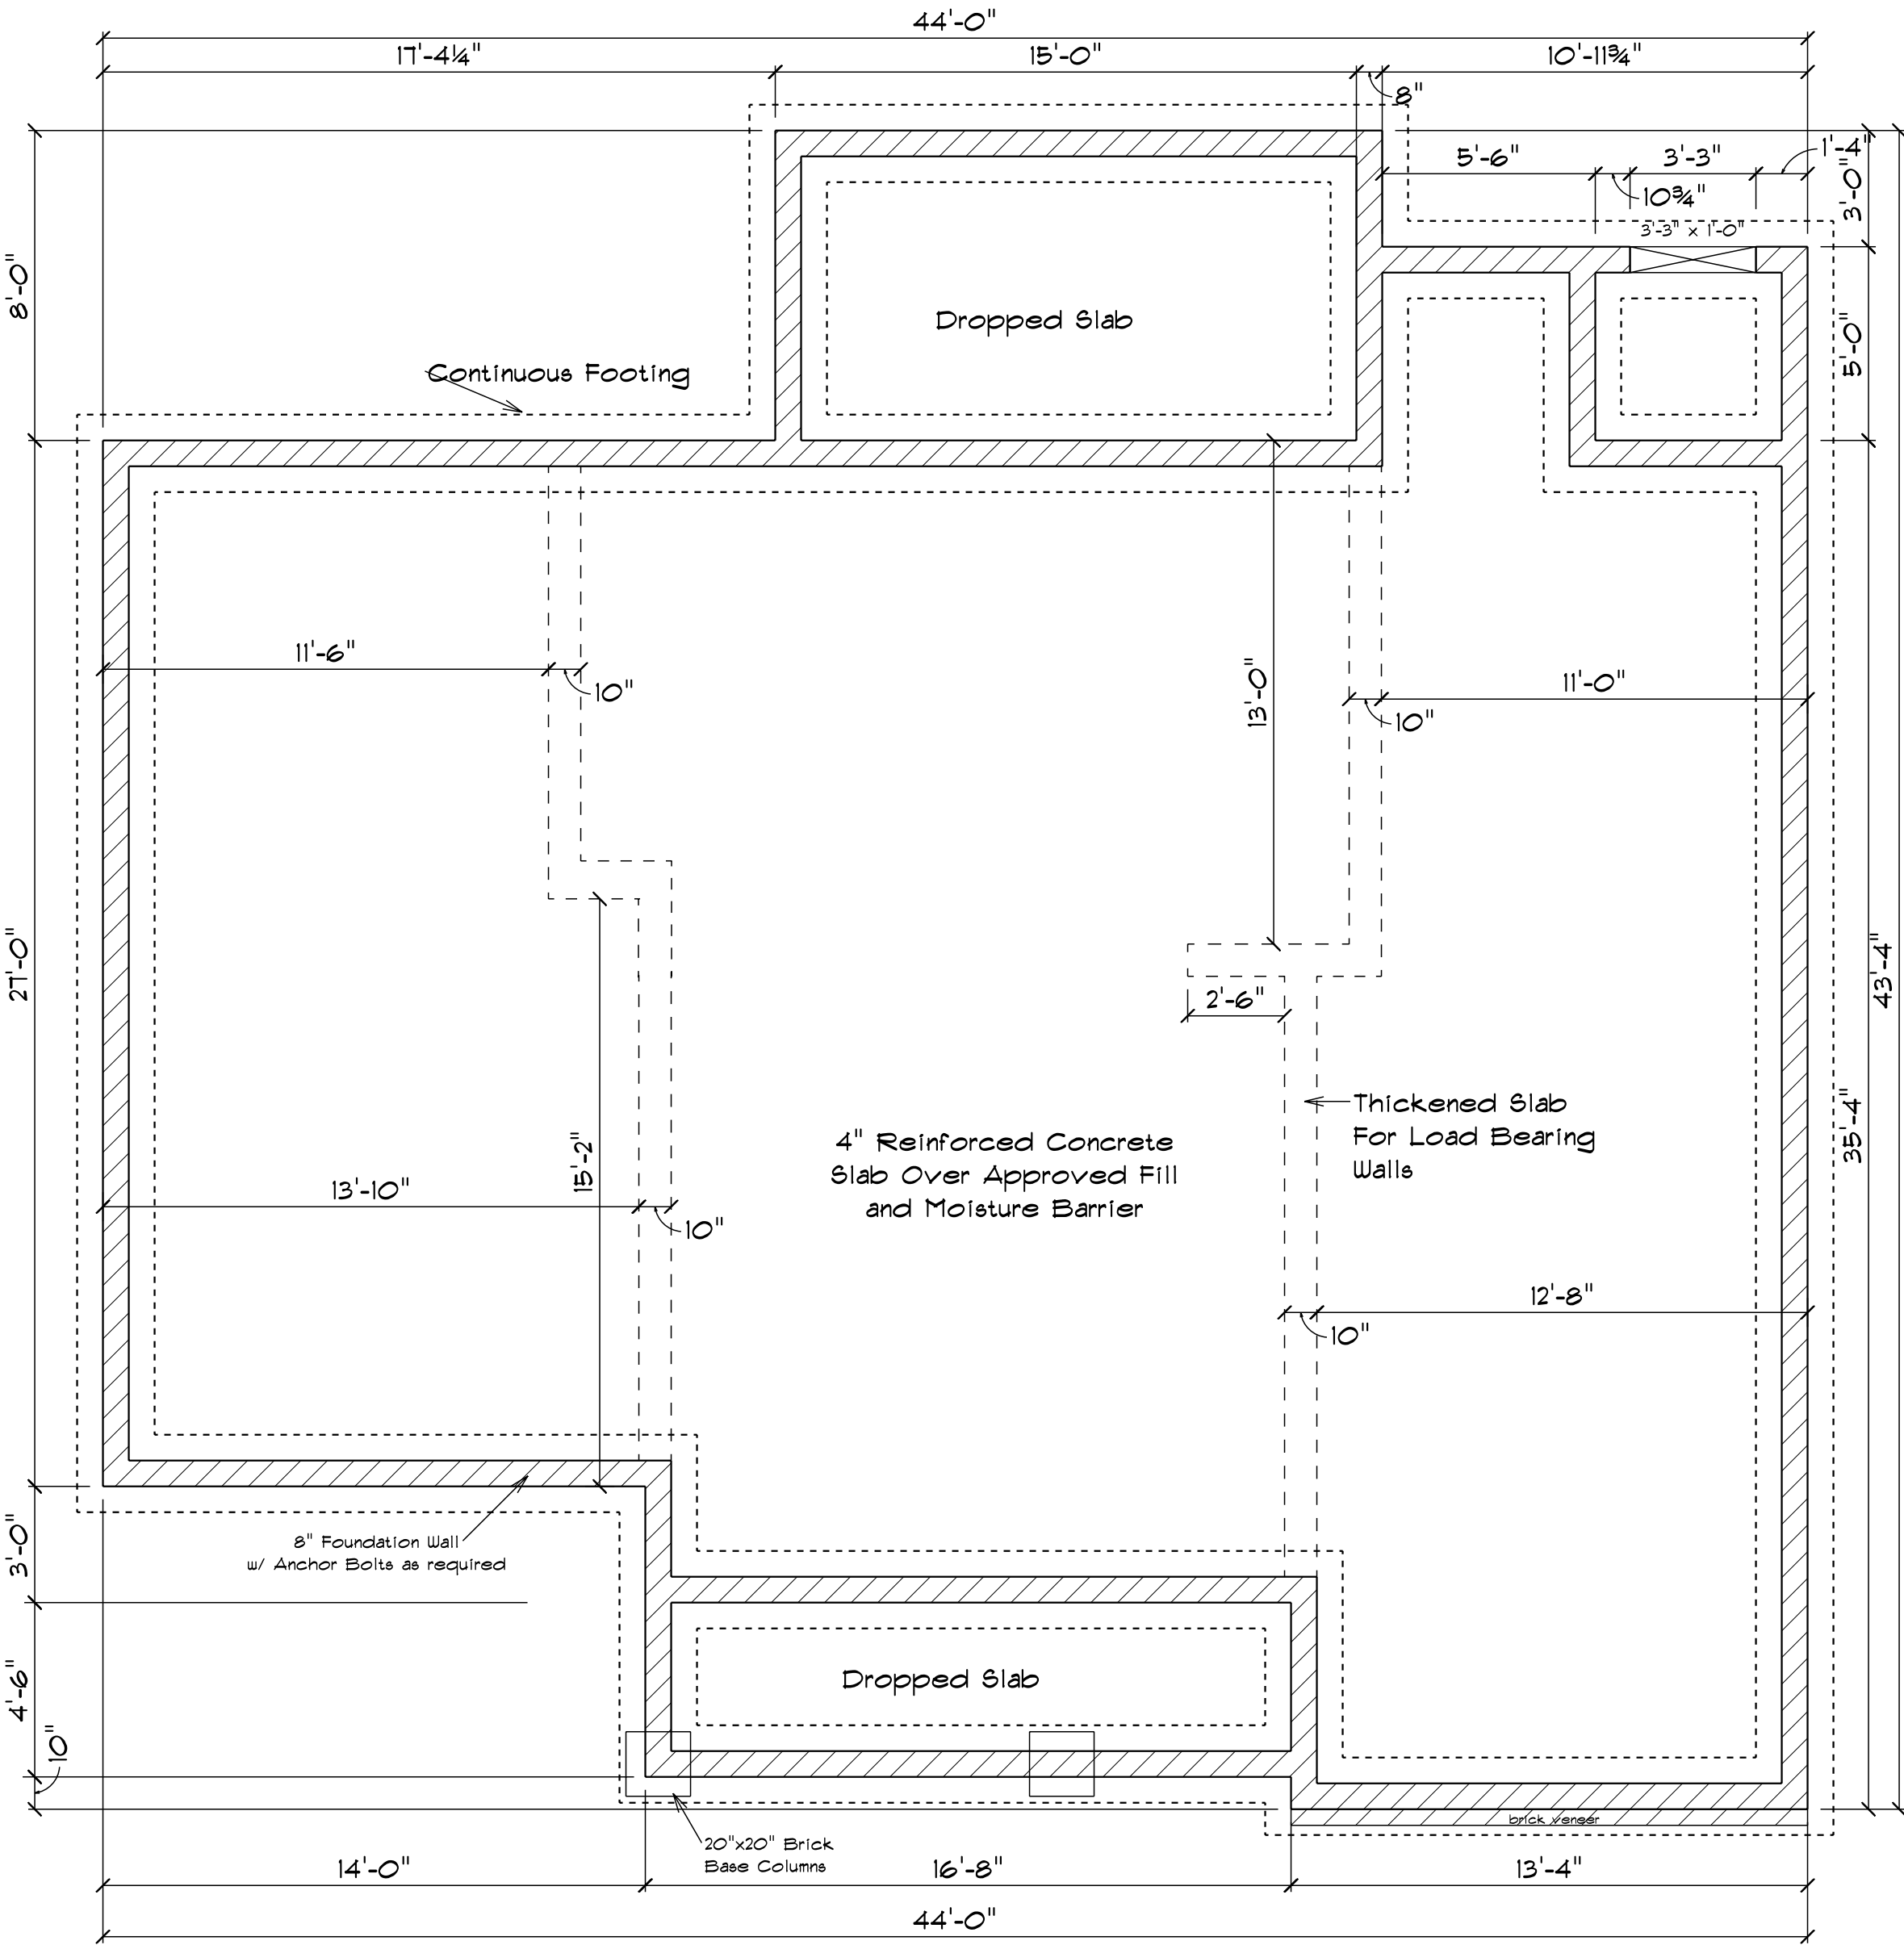 44'-0"
17'-4¼"
15'-0"
10'-11¾"
8"
5'-6"
3'-3"
1'-4"
10¾"
3'-0"
3'-3" x 1'-0"
8'-0"
Dropped Slab
5'-0"
Continuous Footing
11'-6"
10"
13'-0"
11'-0"
10"
27'-0"
43'-4"
2'-6"
35'-4"
Thickened Slab
For Load Bearing
Walls
4" Reinforced Concrete
Slab Over Approved Fill
and Moisture Barrier
15'-2"
13'-10"
10"
12'-8"
10"
3'-0"
8" Foundation Wall
w/ Anchor Bolts as required
4'-6"
Dropped Slab
10"
brick veneer
20"x20" Brick
Base Columns
14'-0"
16'-8"
13'-4"
44'-0"